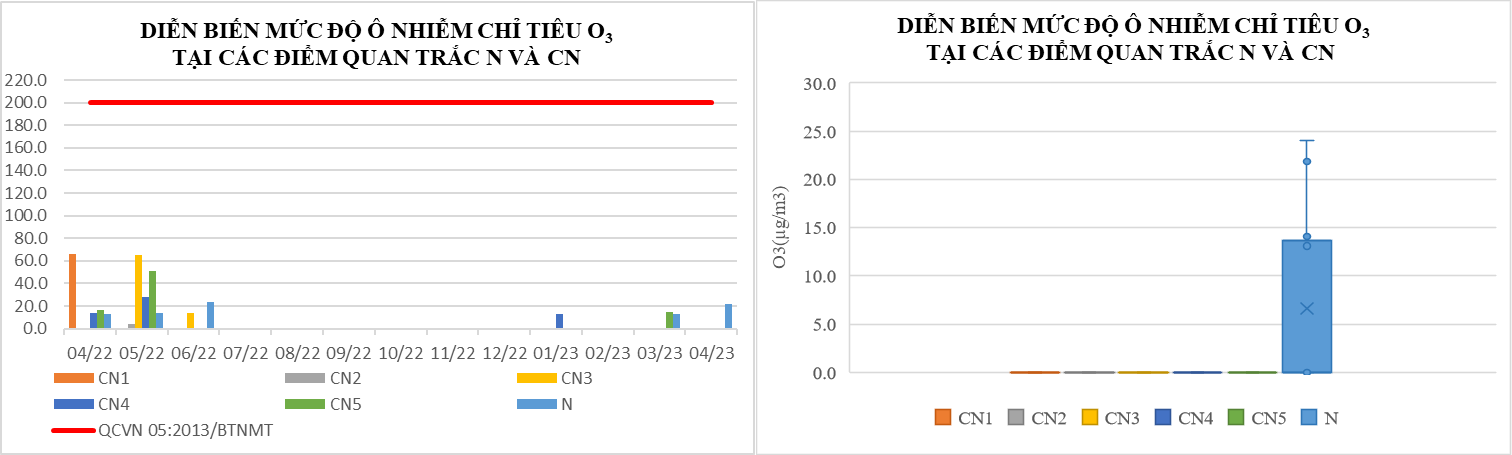 DIỄN BIẾN MỨC ĐỘ Ô NHIỄM CHỈ TIÊU O3
TẠI CÁC ĐIỂM QUAN TRẮC N VÀ CN
220.0
200.0
180.0
160.0
140.0
120.0
100.0
80.0
60.0
40.0
20.0
0.0
04/22 05/22 06/22 07/22 08/22 09/22 10/22 11/22 12/22 01/23 02/23 03/23 04/23
CN1 CN2 CN3
CN4 CN5 N
QCVN 05:2013/BTNMT
DIỄN BIẾN MỨC ĐỘ Ô NHIỄM CHỈ TIÊU O3
TẠI CÁC ĐIỂM QUAN TRẮC N VÀ CN
O3(µg/m3)
30.0
25.0
20.0
15.0
10.0
5.0
0.0
CN1 CN2 CN3 CN4 CN5 N